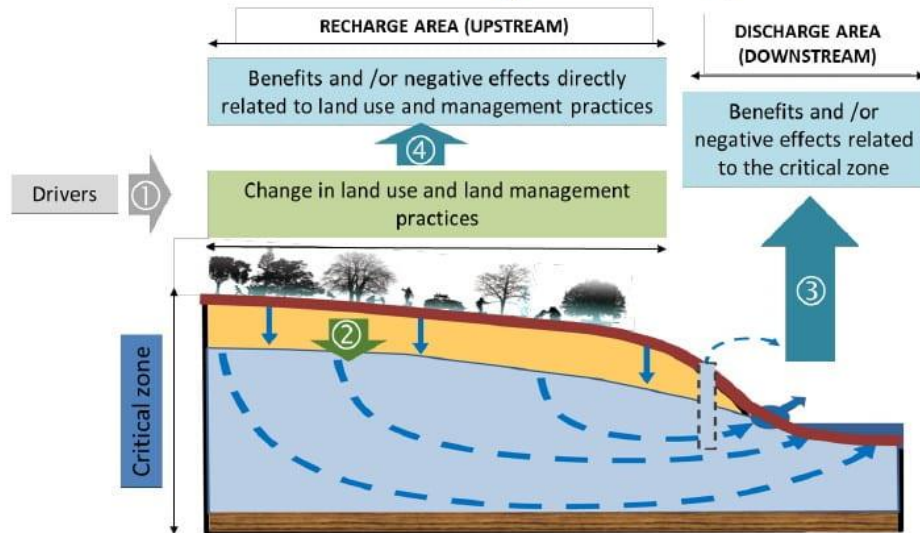 RECHARGE AREA (UPSTREAM)
DISCHARGE AREA
(DOWNSTREAM)
Benefits and /or negative effects directly
related to land use and management practices
Benefits and /or
negative effects related
to the critical zone
④
Drivers
①
Change in land use and land management
practices
③
②
Critical zone